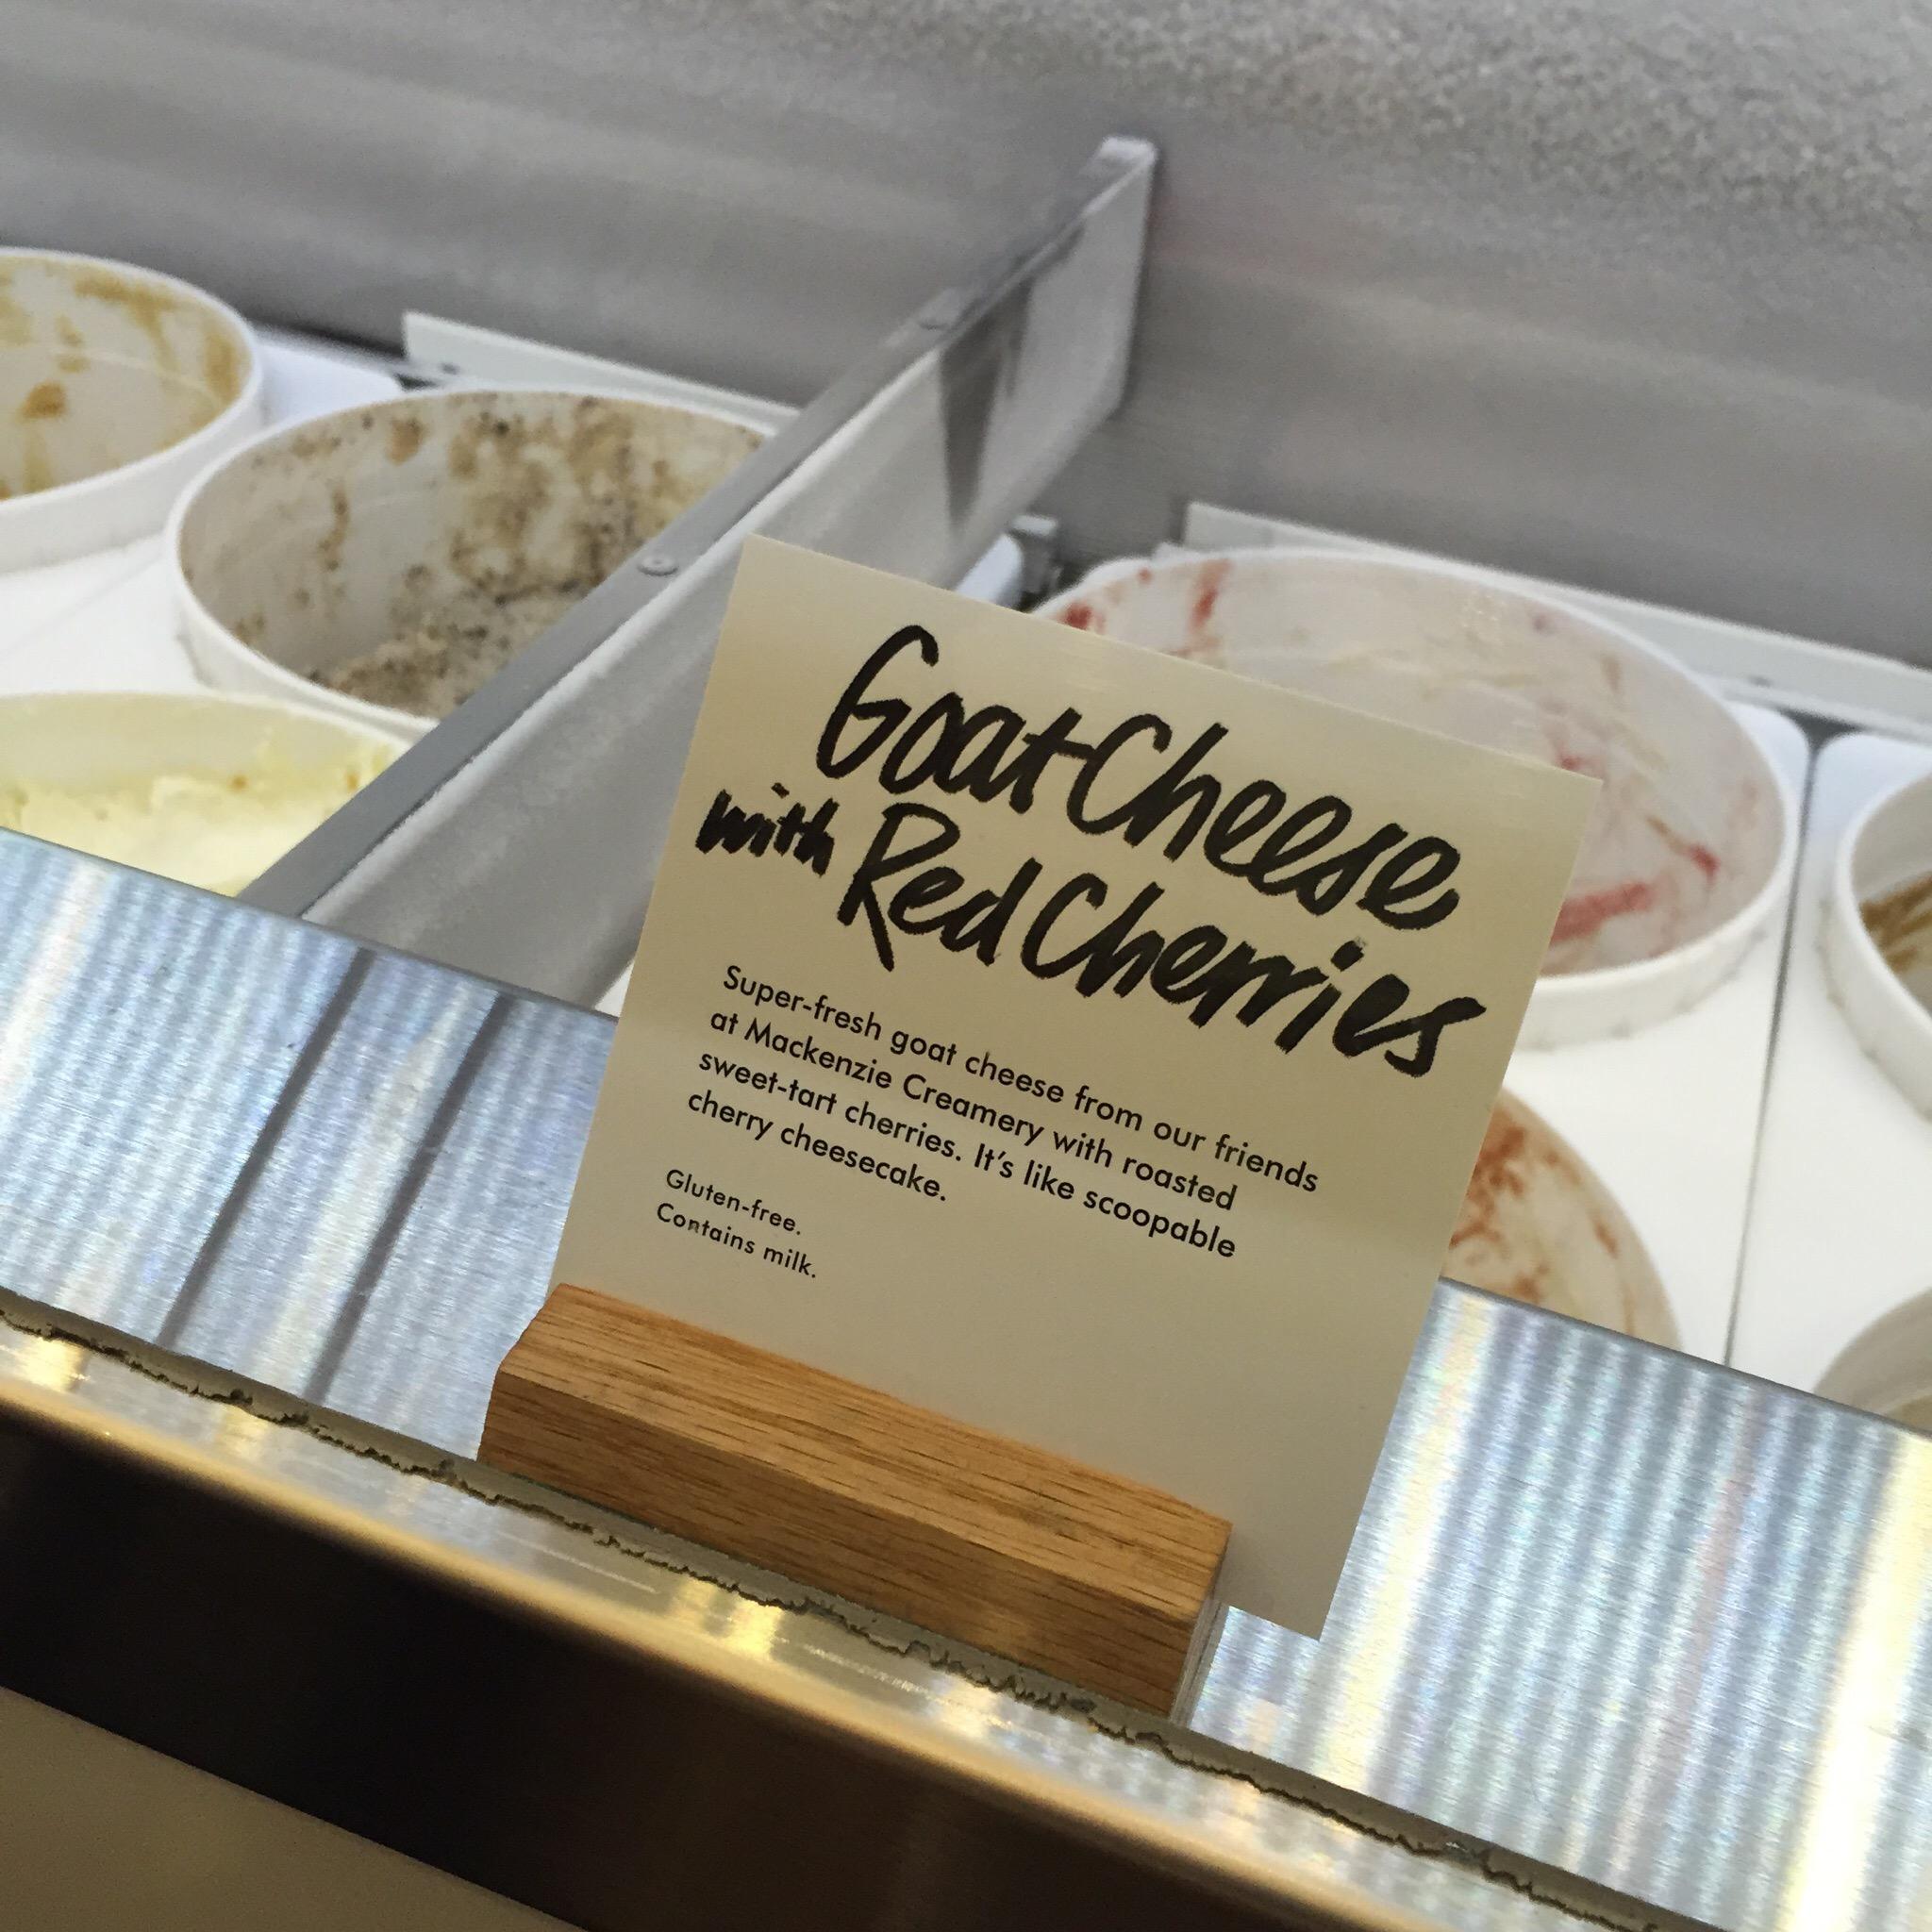 Goat Cheese
with Red Cherries
Super-fresh goat cheese from our friends
at Mackenzie Creamery with roasted
sweet-tart cherries. It's like scoopable
cherry cheesecake.
Gluten-free.
Contains milk.